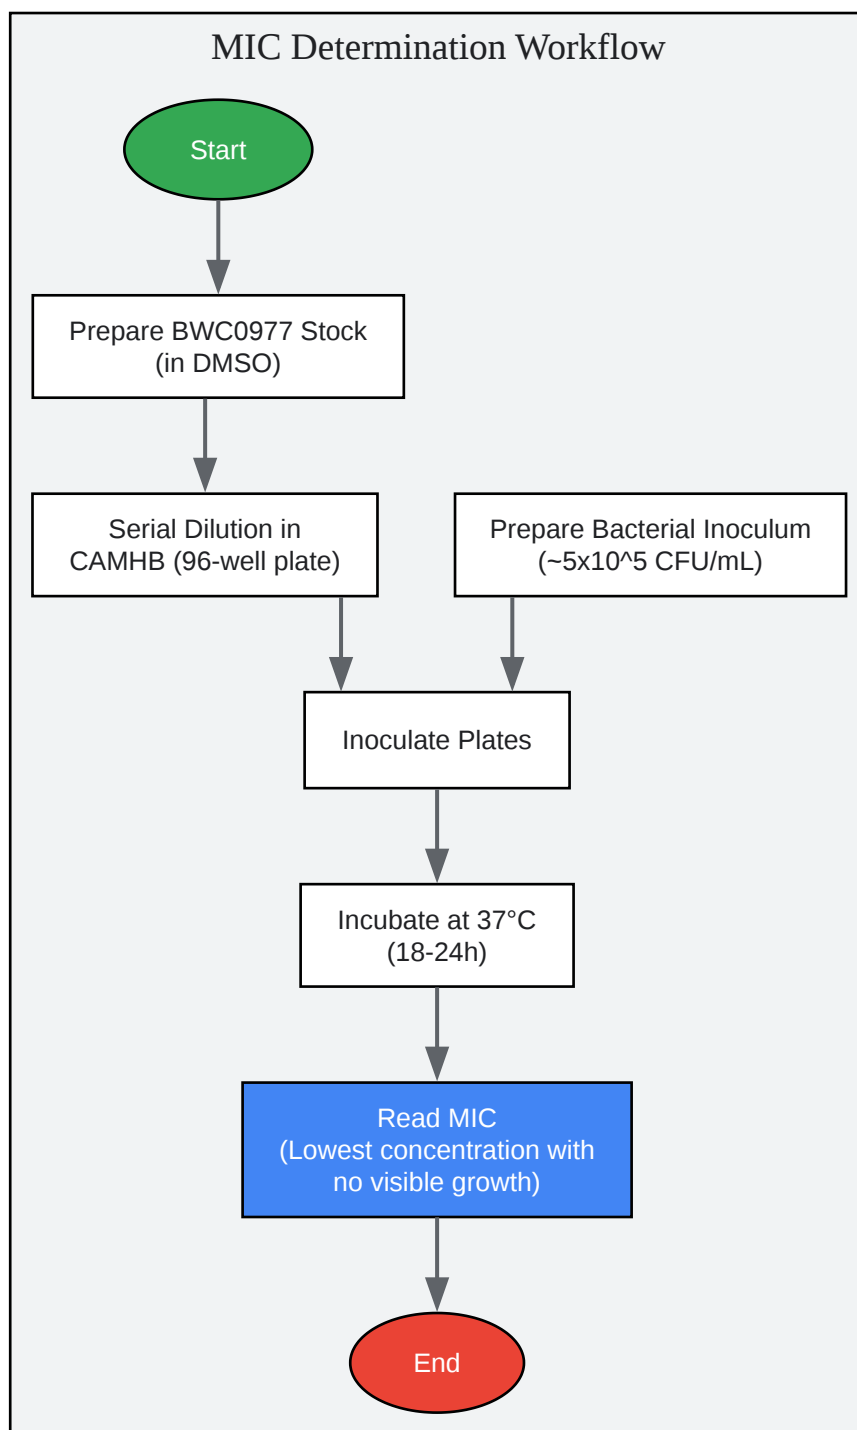 MIC Determination Workflow
Start
Prepare BWC0977 Stock
(in DMSO)
Serial Dilution in
CAMHB (96-well plate)
Prepare Bacterial Inoculum
(~5x10^5 CFU/mL)
Inoculate Plates
Incubate at 37°C
(18-24h)
Read MIC
(Lowest concentration with
no visible growth)
End